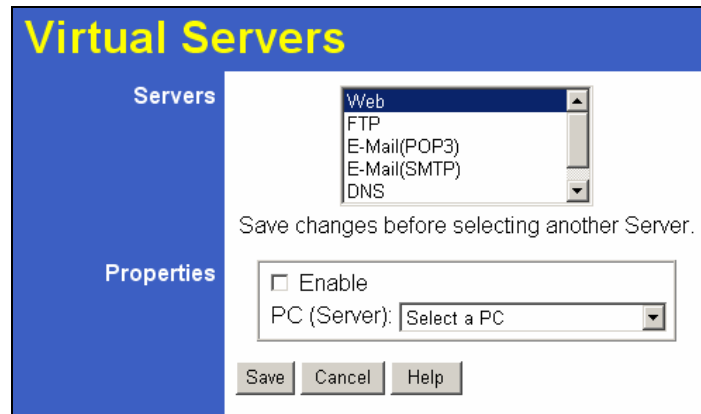 Virtual Servers
Servers
Web
FTP
E-Mail(POP3)
E-Mail(SMTP)
DNS
Save changes before selecting another Server.
Properties
Enable
PC (Server): Select a PC
Save Cancel Help